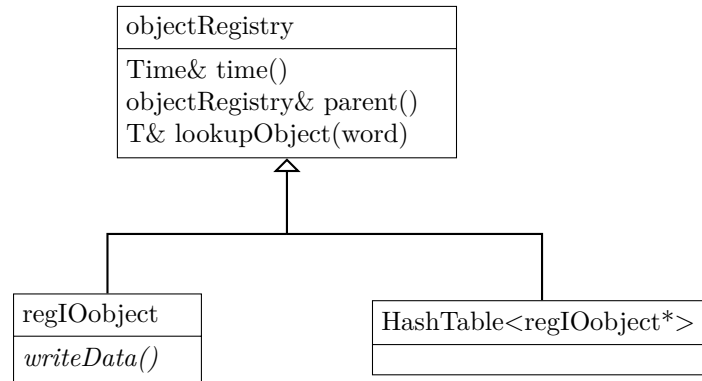 objectRegistry
Time& time()
objectRegistry& parent()
T& lookupObject(word)
regIOobject
writeData()
HashTable<regIOobject*>